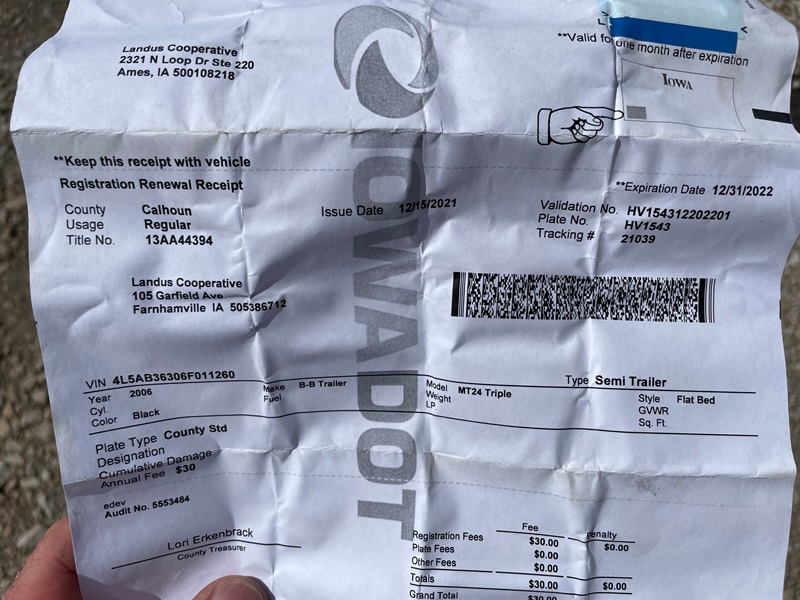 Landus Cooperative
2321 N Loop Dr Ste 220
Ames, IA 500108218
**Valid for one month after expiration
IOWA
IOWADOT
**Keep this receipt with vehicle
Registration Renewal Receipt
**Expiration Date 12/31/2022
County Calhoun
Usage Regular
Title No. 13AA44394
Issue Date 12/15/2021
Validation No. HV154312202201
Plate No. HV1543
Tracking # 21039
Landus Cooperative
105 Garfield Ave
Farnhamville IA 505386712
VIN 4L5AB36306F011260
Type Semi Trailer
Year 2006
Make B-B Trailer
Model MT24 Triple
Style Flat Bed
Cyl.
Fuel
Weight
GVWR
Color Black
LP
Sq. Ft.
Plate Type County Std
Designation
Cumulative Damage
Annual Fee $30
edev
Audit No. 5553484
Lori Erkenbrack
County Treasurer
Fee Penalty
Registration Fees $30.00 $0.00
Plate Fees $0.00
Other Fees $0.00
Totals $30.00 $0.00
Grand Total $30.00